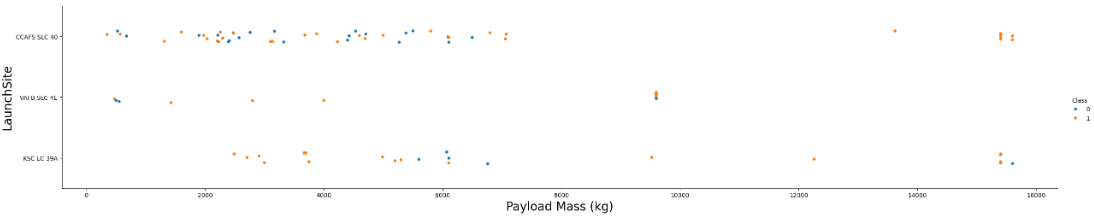 LaunchSite
CCAFS SLC 40
VAFB SLC 4E
KSC LC 39A
0
2000
4000
6000
8000
10000
12000
14000
16000
Payload Mass (kg)
Class
0
1